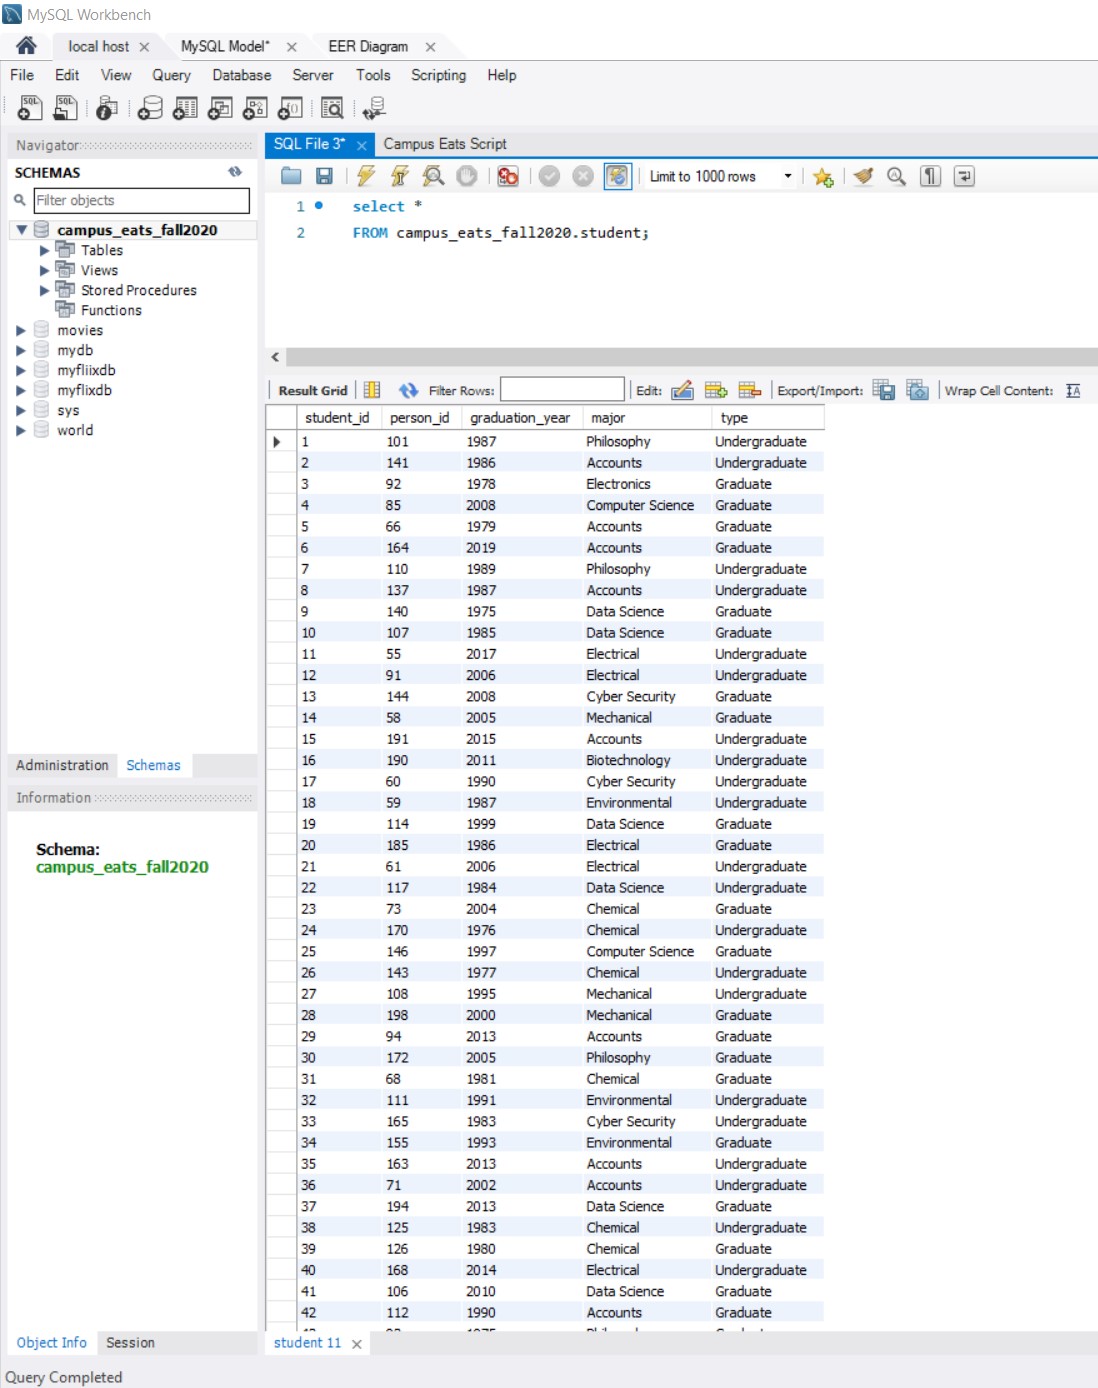 MySQL Workbench
local host MySQL Model* EER Diagram
File Edit View Query Database Server Tools Scripting Help
Navigator
SQL File 3* Campus Eats Script
SCHEMAS
Limit to 1000 rows
Filter objects
1 select *
2 FROM campus_eats_fall2020.student;
campus_eats_fall2020
Tables
Views
Stored Procedures
Functions
movies
mydb
myfliixdb
myflixdb
sys
world
Result Grid Filter Rows: Edit: Export/Import: Wrap Cell Content:
student_id person_id graduation_year major type
1 101 1987 Philosophy Undergraduate
2 141 1986 Accounts Undergraduate
3 92 1978 Electronics Graduate
4 85 2008 Computer Science Graduate
5 66 1979 Accounts Graduate
6 164 2019 Accounts Graduate
7 110 1989 Philosophy Undergraduate
8 137 1987 Accounts Undergraduate
9 140 1975 Data Science Graduate
10 107 1985 Data Science Graduate
11 55 2017 Electrical Undergraduate
12 91 2006 Electrical Undergraduate
13 144 2008 Cyber Security Graduate
14 58 2005 Mechanical Graduate
15 191 2015 Accounts Undergraduate
16 190 2011 Biotechnology Undergraduate
17 60 1990 Cyber Security Undergraduate
18 59 1987 Environmental Undergraduate
19 114 1999 Data Science Graduate
20 185 1986 Electrical Graduate
21 61 2006 Electrical Undergraduate
22 117 1984 Data Science Undergraduate
23 73 2004 Chemical Graduate
24 170 1976 Chemical Undergraduate
25 146 1997 Computer Science Graduate
26 143 1977 Chemical Undergraduate
27 108 1995 Mechanical Undergraduate
28 198 2000 Mechanical Graduate
29 94 2013 Accounts Graduate
30 172 2005 Philosophy Graduate
31 68 1981 Chemical Graduate
32 111 1991 Environmental Undergraduate
33 165 1983 Cyber Security Undergraduate
34 155 1993 Environmental Graduate
35 163 2013 Accounts Undergraduate
36 71 2002 Accounts Undergraduate
37 194 2013 Data Science Graduate
38 125 1983 Chemical Undergraduate
39 126 1980 Chemical Graduate
40 168 2014 Electrical Undergraduate
41 106 2010 Data Science Graduate
42 112 1990 Accounts Graduate
Administration Schemas
Information
Schema:
campus_eats_fall2020
Object Info Session
student 11
Query Completed